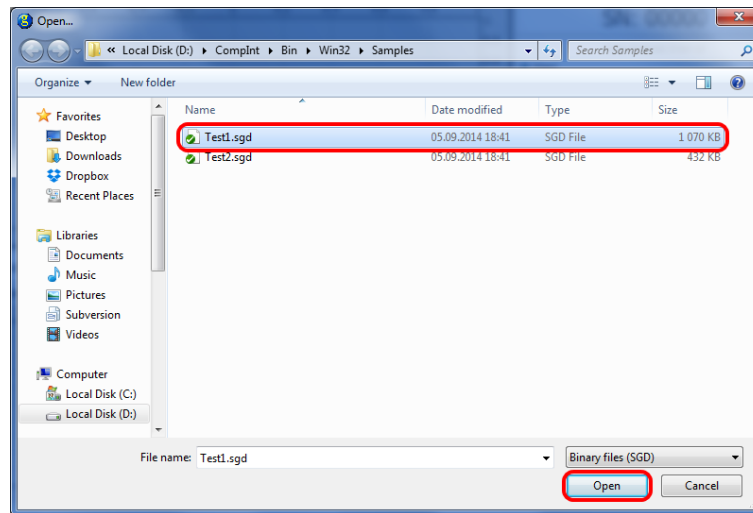 Open...
SN: 0000
« Local Disk (D:) ▸ CompInt ▸ Bin ▸ Win32 ▸ Samples
Search Samples
Organize New folder
Name Date modified Type Size
Favorites
Desktop
Downloads
Dropbox
Recent Places
Libraries
Documents
Music
Pictures
Subversion
Videos
Computer
Local Disk (C:)
Local Disk (D:)
Test1.sgd 05.09.2014 18:41 SGD File 1 070 KB
Test2.sgd 05.09.2014 18:41 SGD File 432 KB
File name: Test1.sgd Binary files (SGD)
Open Cancel